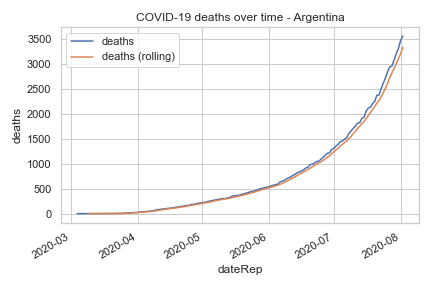 COVID-19 deaths over time - Argentina
deaths
deaths (rolling)
3500
3000
2500
2000
1500
1000
500
0
deaths
2020-03
2020-04
2020-05
2020-06
2020-07
2020-08
dateRep